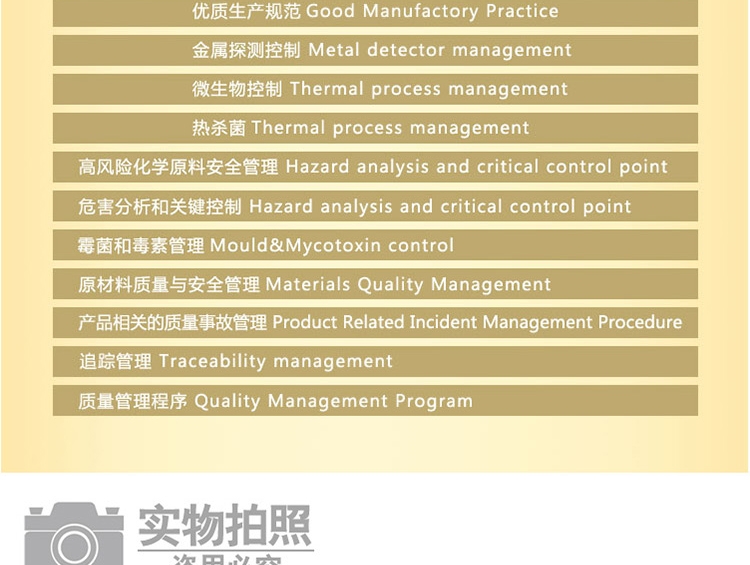 优质生产规范 Good Manufactory Practice
金属探测控制 Metal detector management
微生物控制 Thermal process management
热杀菌 Thermal process management
高风险化学原料安全管理 Hazard analysis and critical control point
危害分析和关键控制 Hazard analysis and critical control point
霉菌和毒素管理 Mould&Mycotoxin control
原材料质量与安全管理 Materials Quality Management
产品相关的质量事故管理 Product Related Incident Management Procedure
追踪管理 Traceability management
质量管理程序 Quality Management Program
实物拍照
盗用必究